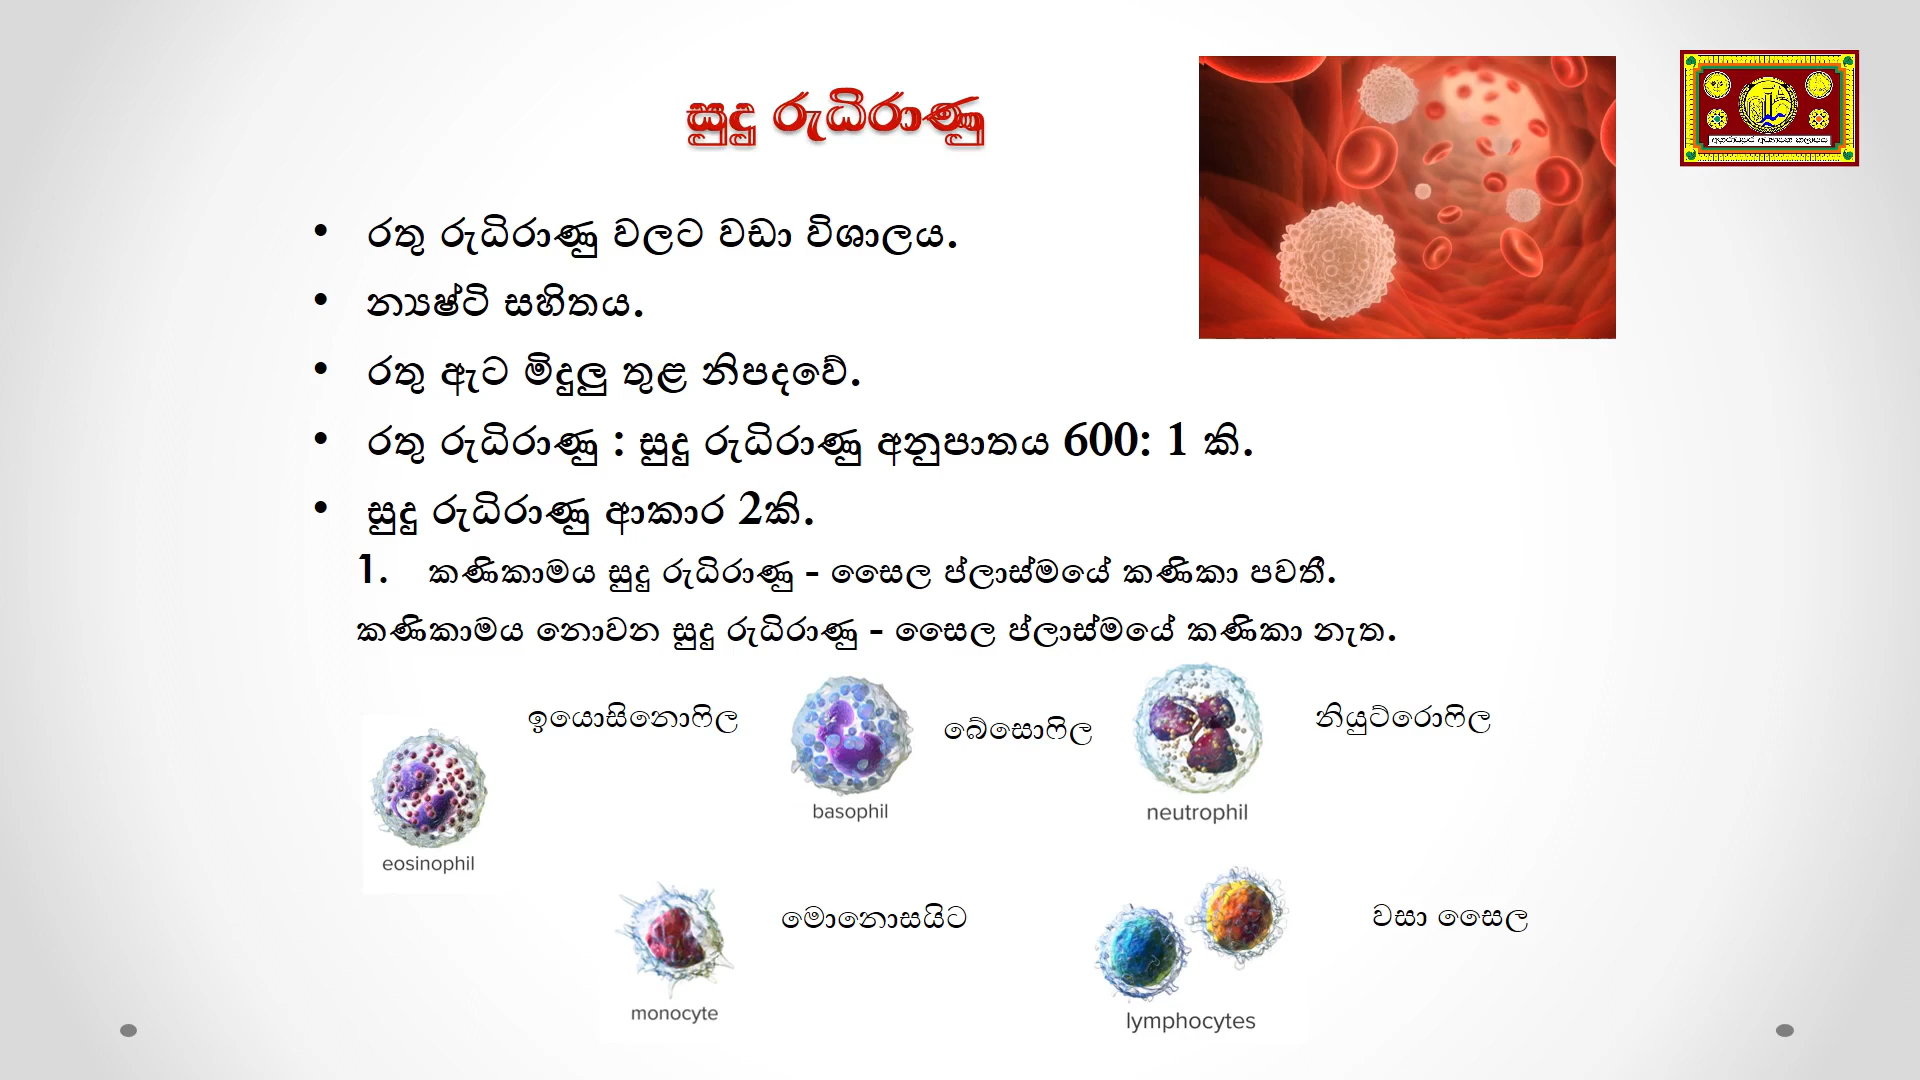 සුදු රුධිරාණු
• රතු රුධිරාණු වලට වඩා විශාලය.
• න්‍යෂ්ටි සහිතය.
• රතු ඇට මිදුලු තුළ නිපදවේ.
• රතු රුධිරාණු : සුදු රුධිරාණු අනුපාතය 600: 1 කි.
• සුදු රුධිරාණු ආකාර 2කි.
1. කණිකාමය සුදු රුධිරාණු - සෛල ප්ලාස්මයේ කණිකා පවතී.
කණිකාමය නොවන සුදු රුධිරාණු - සෛල ප්ලාස්මයේ කණිකා නැත.
ඉයොසිනොෆිල
බේසොෆිල
නියුට්රොෆිල
basophil
neutrophil
eosinophil
මොනොසයිට
වසා සෛල
monocyte
lymphocytes